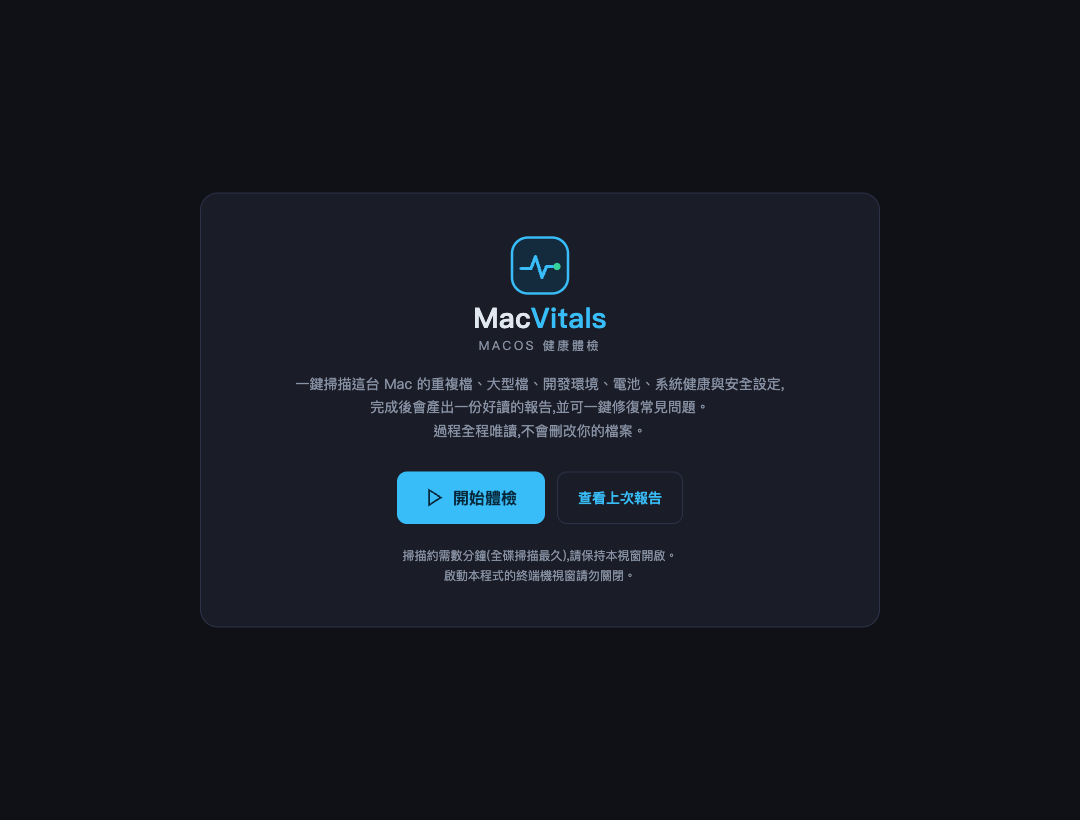 MacVitals
MACOS 健康體檢
一鍵掃描這台 Mac 的重複檔、大型檔、開發環境、電池、系統健康與安全設定,
完成後會產出一份好讀的報告,並可一鍵修復常見問題。
過程全程唯讀,不會刪改你的檔案。
開始體檢
查看上次報告
掃描約需數分鐘(全碟掃描最久),請保持本視窗開啟。
啟動本程式的終端機視窗請勿關閉。